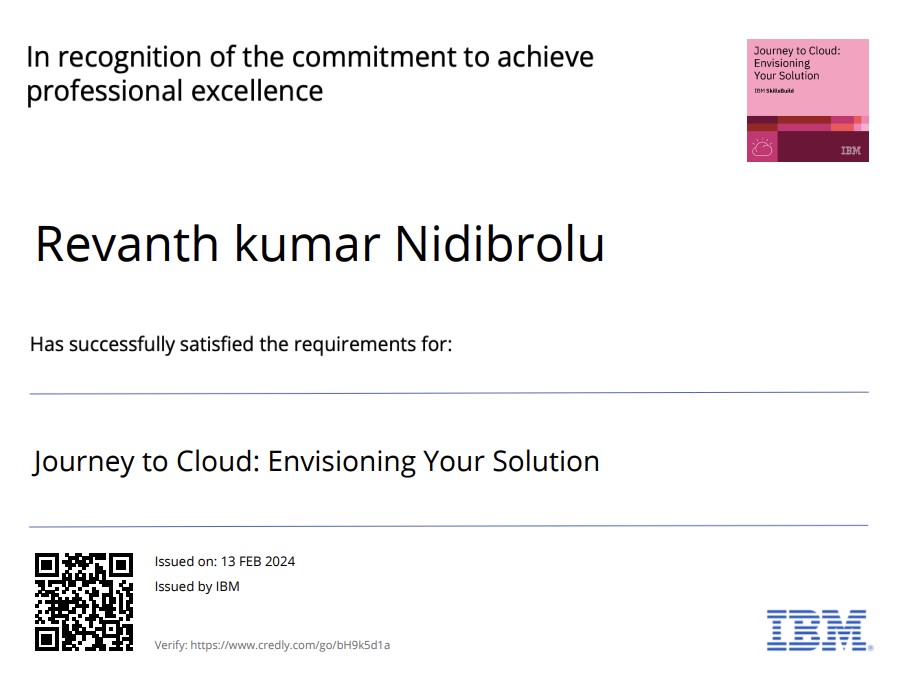 In recognition of the commitment to achieve
professional excellence
Journey to Cloud:
Envisioning
Your Solution
IBM SkillsBuild
IBM
Revanth kumar Nidibrolu
Has successfully satisfied the requirements for:
Journey to Cloud: Envisioning Your Solution
Issued on: 13 FEB 2024
Issued by IBM
Verify: https://www.credly.com/go/bH9k5d1a
IBM®